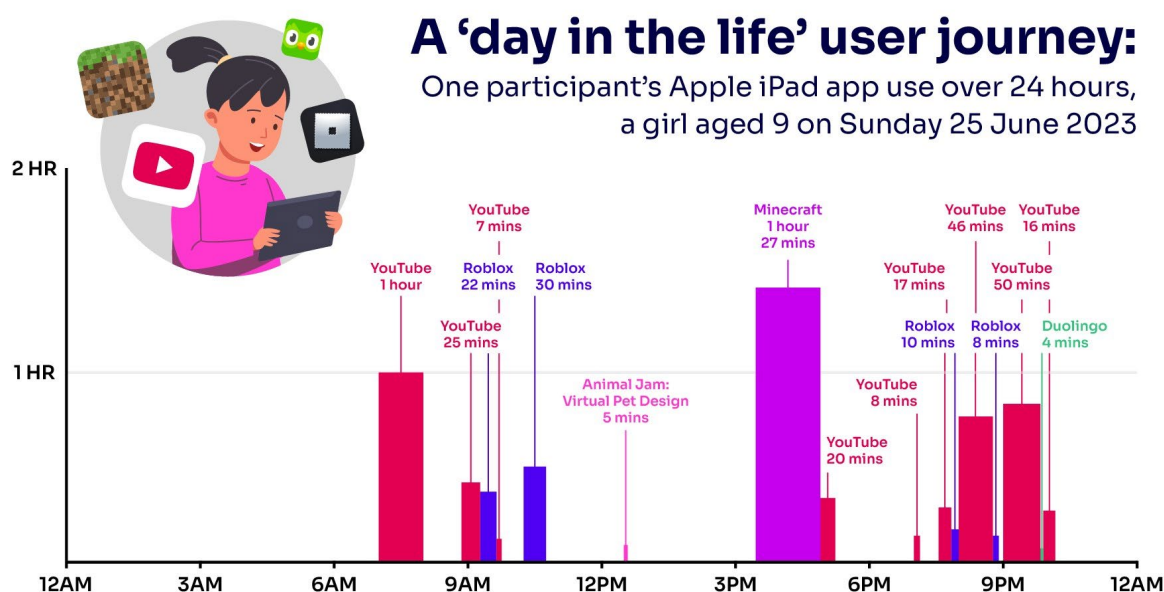 A ‘day in the life’ user journey:
One participant’s Apple iPad app use over 24 hours,
a girl aged 9 on Sunday 25 June 2023
2 HR
1 HR
YouTube
1 hour
YouTube
25 mins
Roblox
22 mins
YouTube
7 mins
Roblox
30 mins
Animal Jam:
Virtual Pet Design
5 mins
Minecraft
1 hour
27 mins
YouTube
20 mins
YouTube
8 mins
YouTube
17 mins
Roblox
10 mins
YouTube
46 mins
Roblox
8 mins
YouTube
50 mins
Duolingo
4 mins
YouTube
16 mins
12AM
3AM
6AM
9AM
12PM
3PM
6PM
9PM
12AM